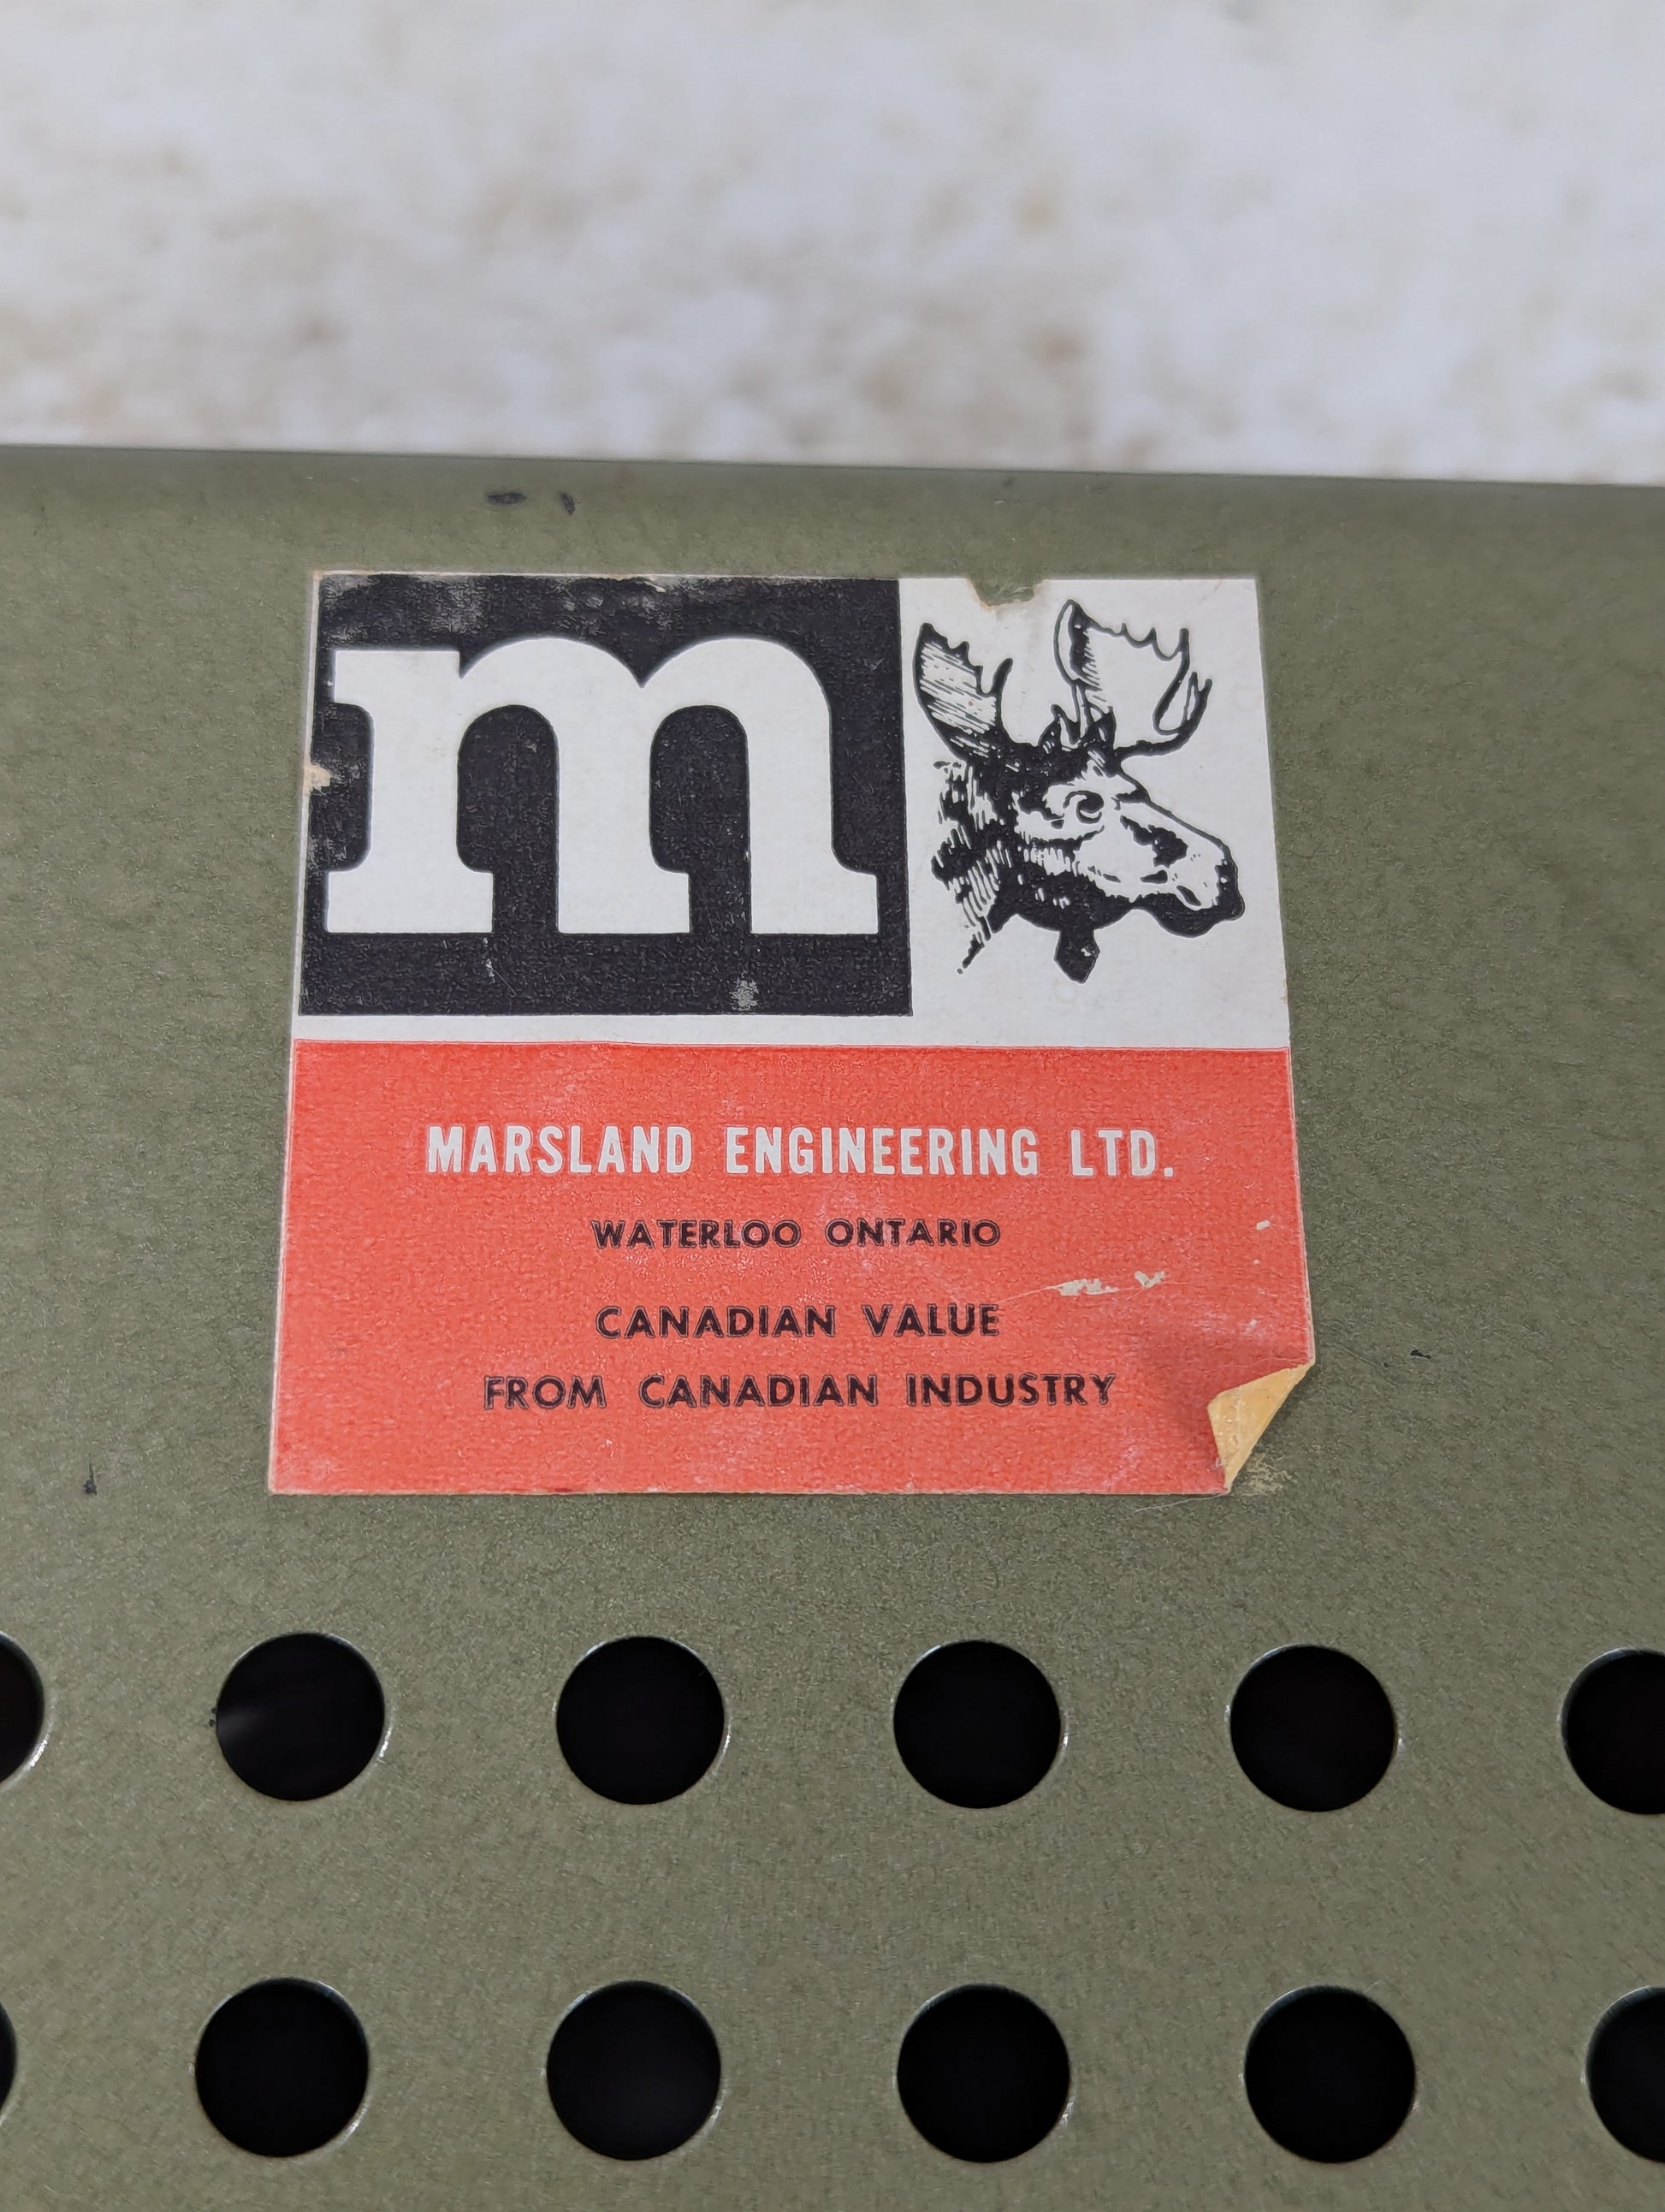 m
MARSLAND ENGINEERING LTD.
WATERLOO ONTARIO
CANADIAN VALUE
FROM CANADIAN INDUSTRY